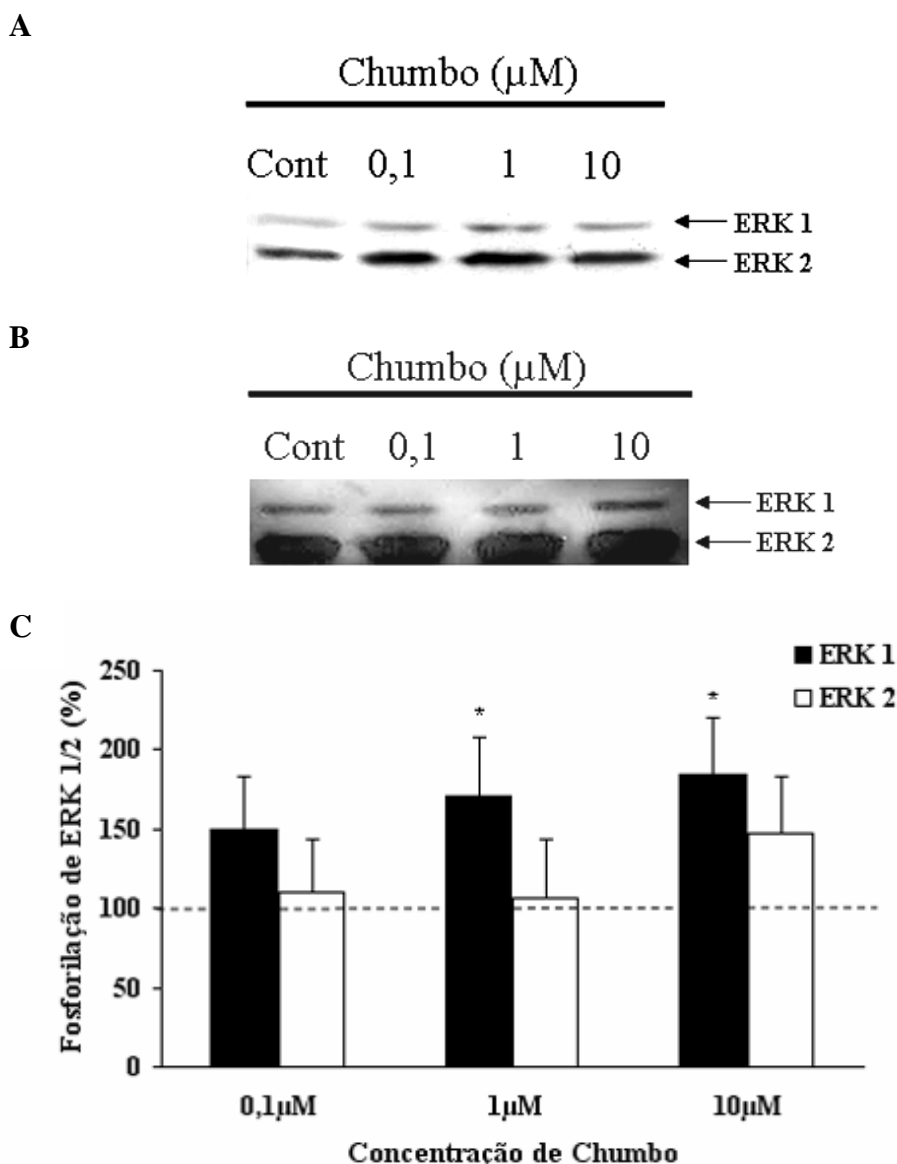 A
Chumbo (µM)
Cont 0,1 1 10
ERK 1
ERK 2
B
Chumbo (µM)
Cont 0,1 1 10
ERK 1
ERK 2
C
Fosforilação de ERK 1/2 (%)
250
200
150
100
50
0
* *
ERK 1
ERK 2
0,1µM 1µM 10µM
Concentração de Chumbo